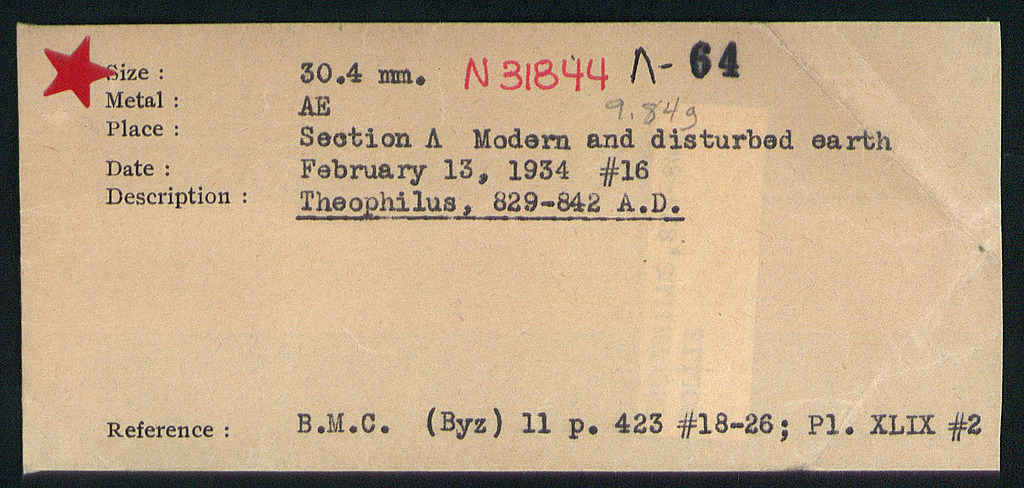 Size : 30.4 mm. N 31844 Λ- 64
Metal : AE 9.84g
Place : Section A Modern and disturbed earth
Date : February 13, 1934 #16
Description : Theophilus, 829-842 A.D.
Reference : B.M.C. (Byz) 11 p. 423 #18-26; Pl. XLIX #2